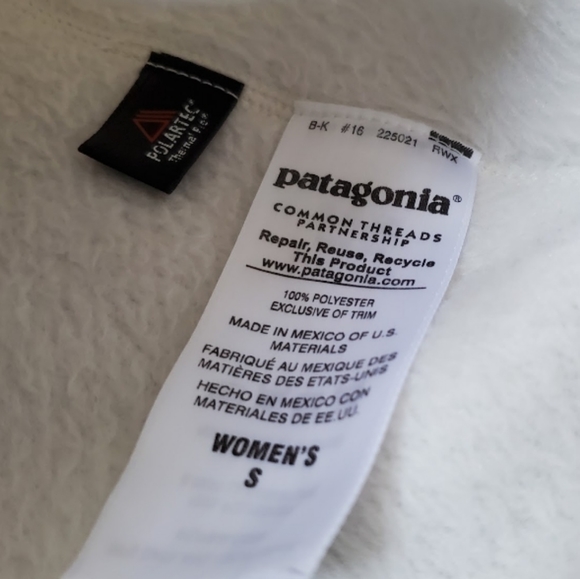 POLARTEC®
Thermal Pro®
B-K #16 225021
RWX
patagonia®
COMMON THREADS
PARTNERSHIP
Repair, Reuse, Recycle
This Product
www.patagonia.com
100% POLYESTER
EXCLUSIVE OF TRIM
MADE IN MEXICO OF U.S.
MATERIALS
FABRIQUÉ AU MEXIQUE DES
MATIÈRES DES ETATS-UNIS
HECHO EN MEXICO CON
MATERIALES DE EE.UU.
WOMEN'S
S